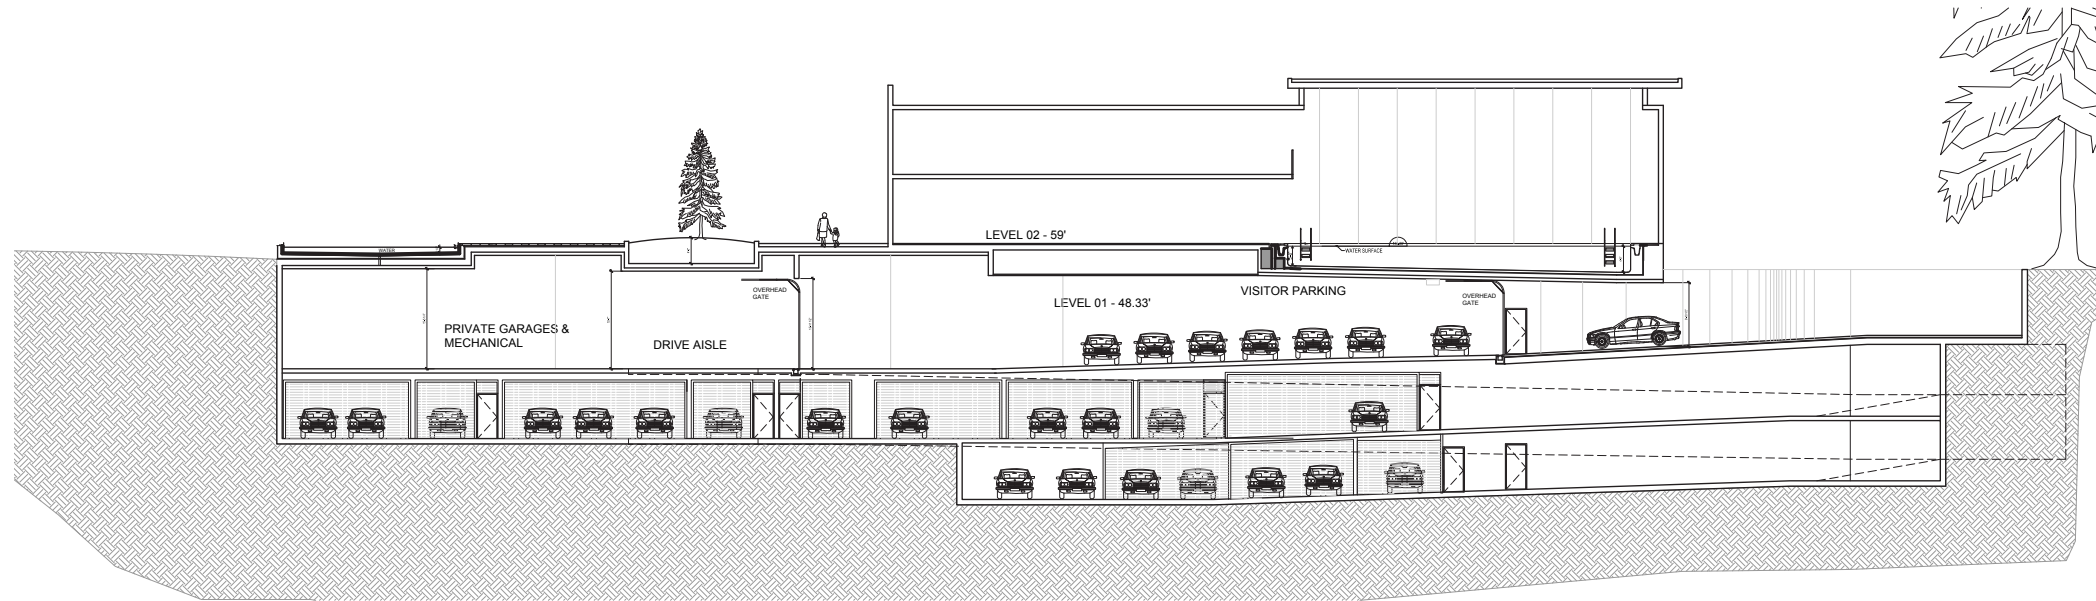 LEVEL 02 - 59'
WATER
WATER SURFACE
OVERHEAD
GATE
VISITOR PARKING
OVERHEAD
GATE
LEVEL 01 - 48.33'
PRIVATE GARAGES &
MECHANICAL
DRIVE AISLE